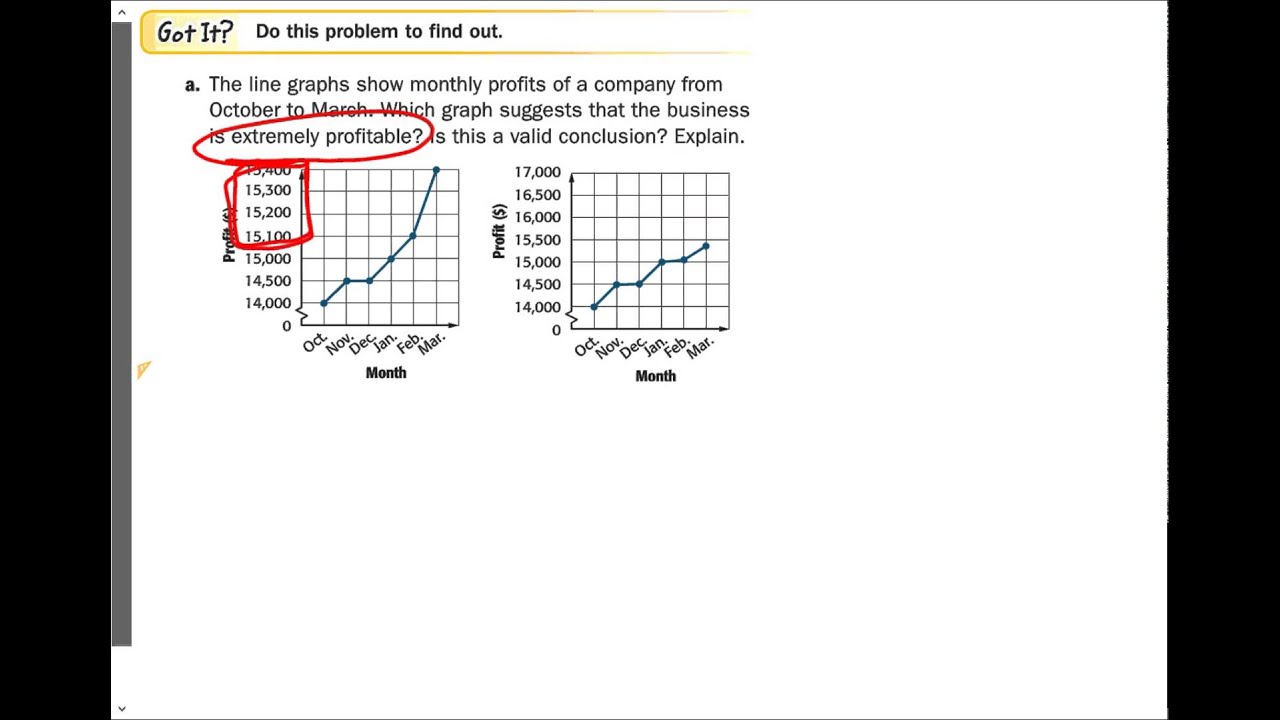 Got It?
Do this problem to find out.
a. The line graphs show monthly profits of a company from
October to March. Which graph suggests that the business
is extremely profitable? Is this a valid conclusion? Explain.
15,400
15,300
15,200
15,100
15,000
14,500
14,000
0
Profit ($)
Oct.
Nov.
Dec.
Jan.
Feb.
Mar.
Month
17,000
16,500
16,000
15,500
15,000
14,500
14,000
0
Profit ($)
Oct.
Nov.
Dec.
Jan.
Feb.
Mar.
Month